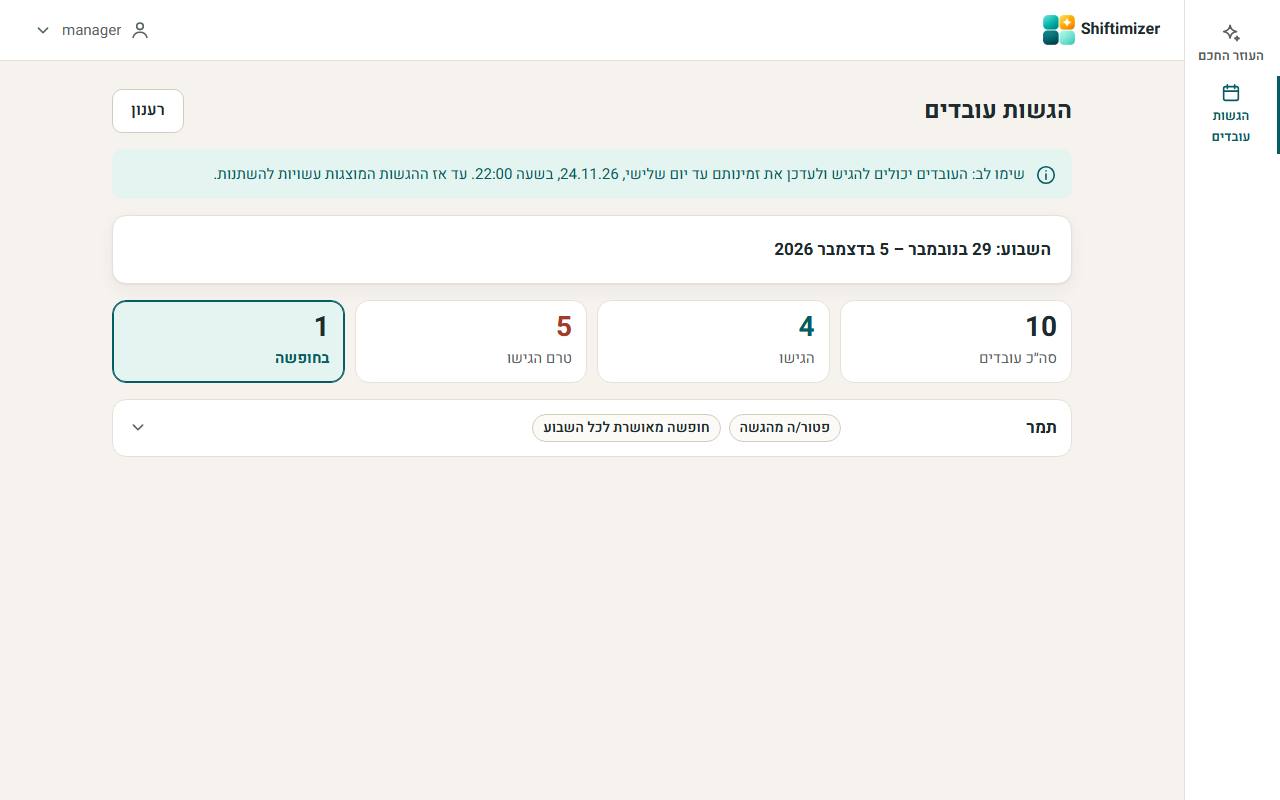 Shiftimizer
manager
העוזר החכם
הגשות
עובדים
הגשות עובדים
רענון
שימו לב: העובדים יכולים להגיש ולעדכן את זמינותם עד יום שלישי, 24.11.26, בשעה 22:00. עד אז ההגשות המוצגות עשויות להשתנות.
השבוע: 29 בנובמבר – 5 בדצמבר 2026
10
סה"כ עובדים
4
הגישו
5
טרם הגישו
1
בחופשה
תמר
פטור/ה מהגשה
חופשה מאושרת לכל השבוע